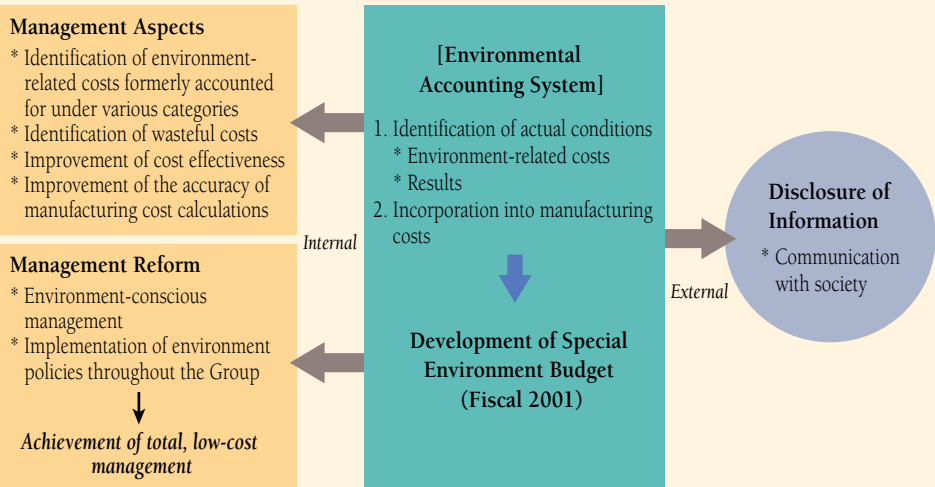 Management Aspects
* Identification of environment-
related costs formerly accounted
for under various categories
* Identification of wasteful costs
* Improvement of cost effectiveness
* Improvement of the accuracy of
manufacturing cost calculations
Management Reform
* Environment-conscious
management
* Implementation of environment
policies throughout the Group
Achievement of total, low-cost
management
Internal
[Environmental
Accounting System]
1. Identification of actual conditions
* Environment-related costs
* Results
2. Incorporation into manufacturing
costs
Development of Special
Environment Budget
(Fiscal 2001)
External
Disclosure of
Information
* Communication
with society